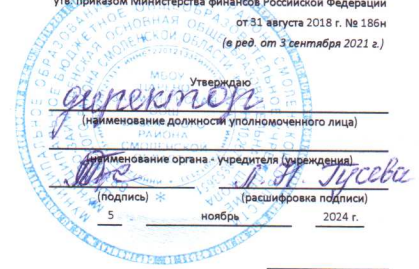 утв. приказом Министерства финансов Российской Федерации
от 31 августа 2018 г. № 186н
(в ред. от 3 сентября 2021 г.)
Утверждаю
директор
(наименование должности уполномоченного лица)
(наименование органа - учредителя (учреждения)
Л. Н Гусева
(подпись) (расшифровка подписи)
5 ноябрь 2024 г.